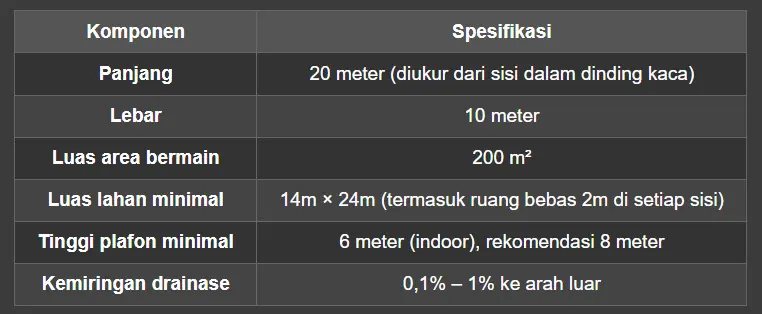 Komponen Spesifikasi
Panjang 20 meter (diukur dari sisi dalam dinding kaca)
Lebar 10 meter
Luas area bermain 200 m²
Luas lahan minimal 14m × 24m (termasuk ruang bebas 2m di setiap sisi)
Tinggi plafon minimal 6 meter (indoor), rekomendasi 8 meter
Kemiringan drainase 0,1% – 1% ke arah luar